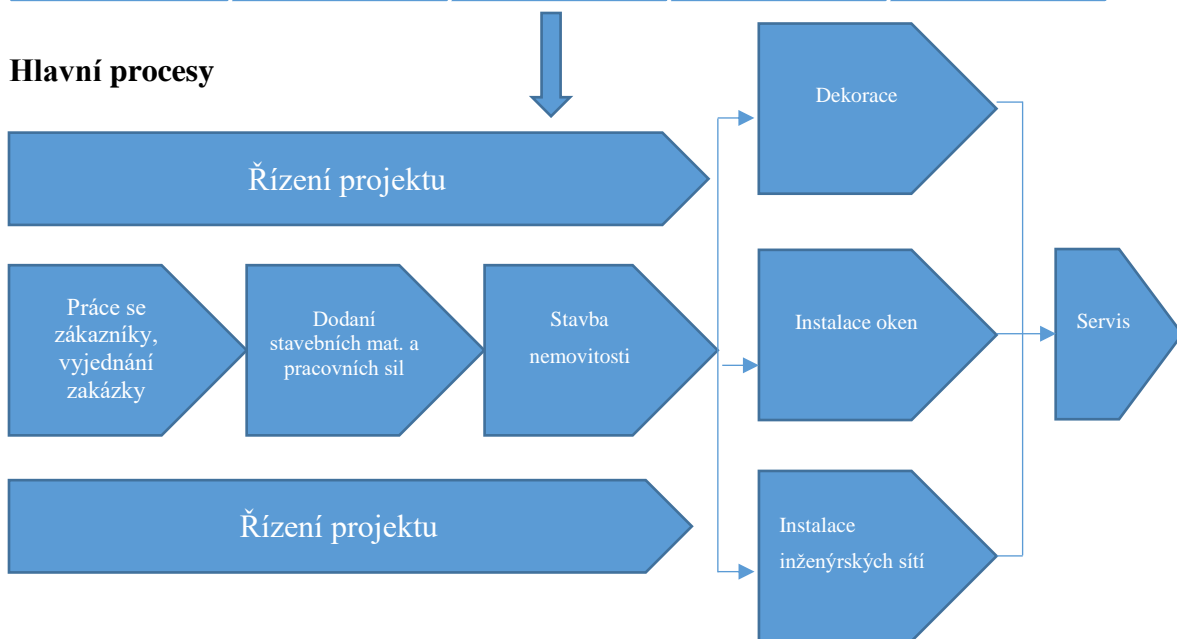 Hlavní procesy
Dekorace
Řízení projektu
Práce se
zákazníky,
vyjednání
zakázky
Dodaní
stavebních mat. a
pracovních sil
Stavba
nemovitosti
Instalace oken
Servis
Řízení projektu
Instalace
inženýrských sítí